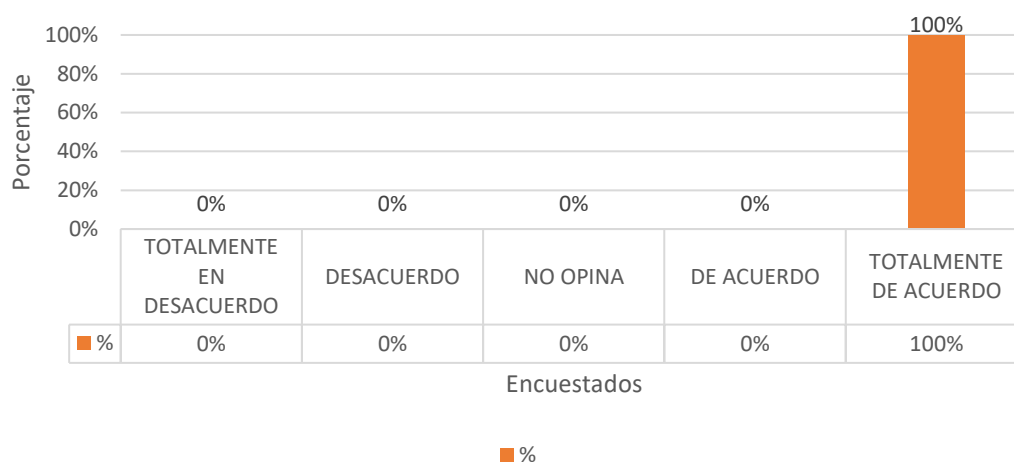 100%
100%
80%
60%
40%
20%
0%
Porcentaje
0%
0%
0%
0%
TOTALMENTE
EN
DESACUERDO
DESACUERDO
NO OPINA
DE ACUERDO
TOTALMENTE
DE ACUERDO
% 0% 0% 0% 0% 100%
Encuestados
%